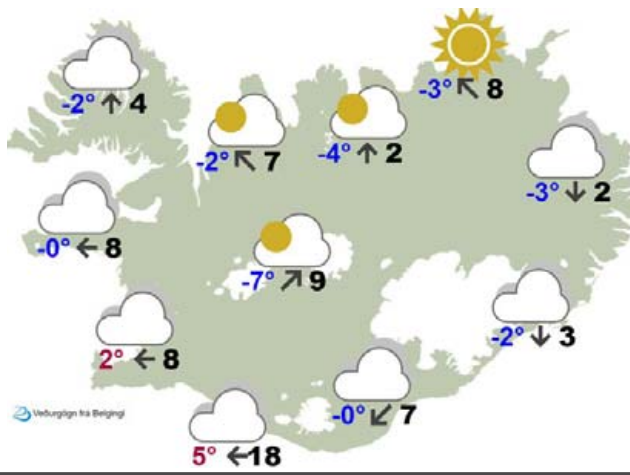 -3° ↖ 8
-2° ↑ 4
-2° ↖ 7
-4° ↑ 2
-3° ↓ 2
-0° ← 8
-7° ↗ 9
-2° ↓ 3
2° ← 8
-0° ↙ 7
Veðurgögn frá Belgingi
5° ←18